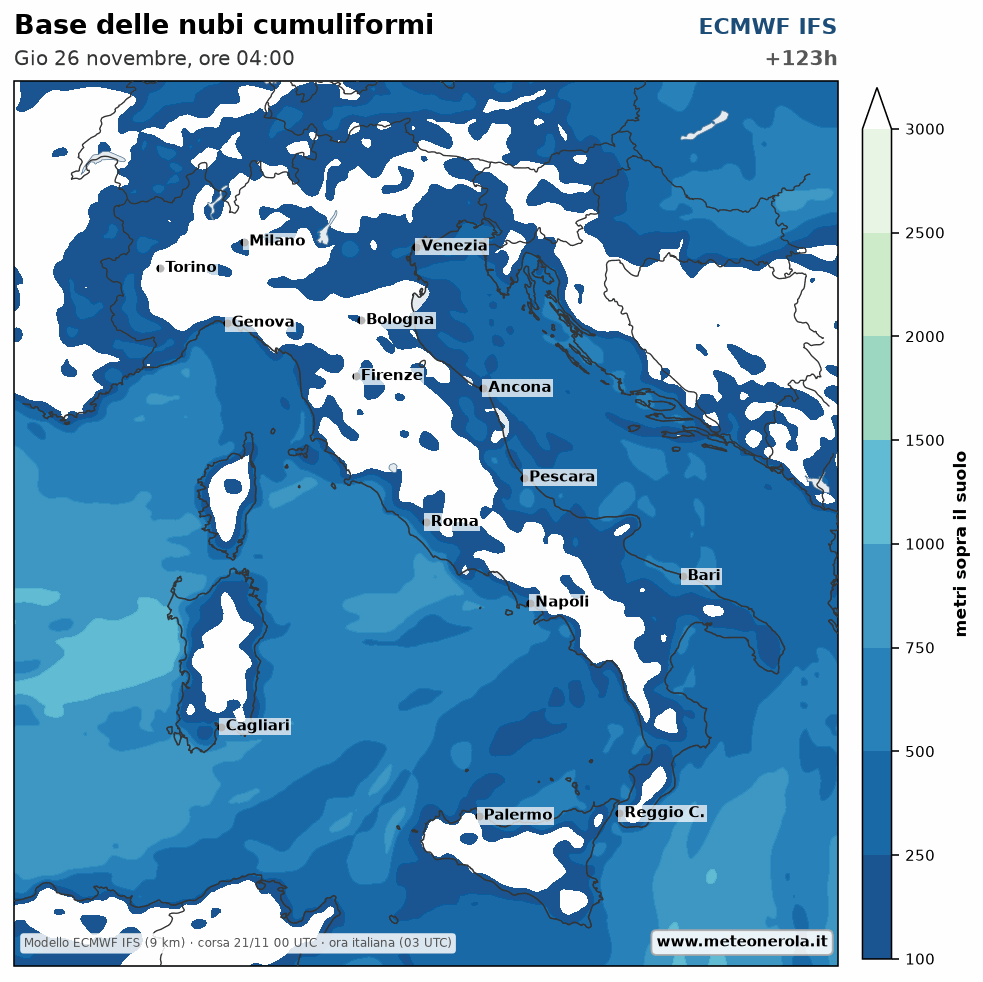 Base delle nubi cumuliformi
ECMWF IFS
Gio 26 novembre, ore 04:00
+123h
3000
2500
2000
1500
1000
750
500
250
100
metri sopra il suolo
Milano
Venezia
Torino
Genova
Bologna
Firenze
Ancona
Pescara
Roma
Bari
Napoli
Cagliari
Palermo
Reggio C.
Modello ECMWF IFS (9 km) · corsa 21/11 00 UTC · ora italiana (03 UTC)
www.meteonerola.it